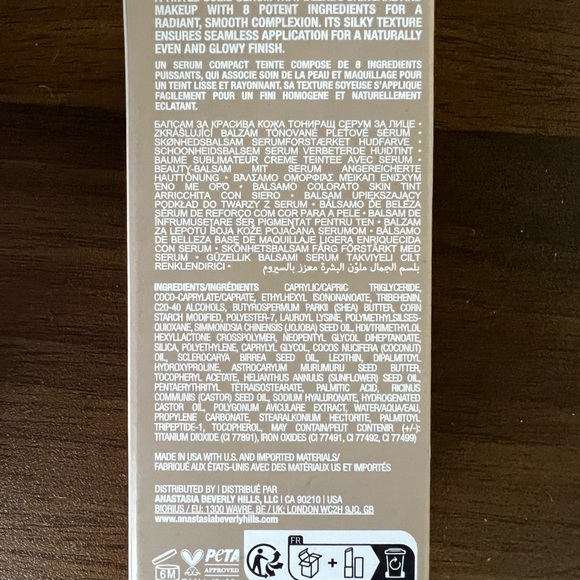 MAKEUP WITH 8 POTENT INGREDIENTS FOR A
RADIANT, SMOOTH COMPLEXION. ITS SILKY TEXTURE
ENSURES SEAMLESS APPLICATION FOR A NATURALLY
EVEN AND GLOWY FINISH.
UN SERUM COMPACT TEINTE COMPOSE DE 8 INGREDIENTS
PUISSANTS, QUI ASSOCIE SOIN DE LA PEAU ET MAQUILLAGE POUR
UN TEINT LISSE ET RAYONNANT. SA TEXTURE SOYEUSE S'APPLIQUE
FACILEMENT POUR UN FINI HOMOGENE ET NATURELLEMENT
ECLATANT.
БАЛСАМ ЗА КРАСИВА КОЖА ТОНИРАЩ СЕРУМ ЗА ЛИЦЕ •
ZKRÁŠLUJÍCÍ BALZÁM TÓNOVANÉ PLEŤOVÉ SÉRUM •
SKØNHEDSBALSAM SERUMFORSTÆRKET HUDFARVE •
SCHOONHEIDSBALSEM SERUM VERBETERDE HUIDTINT •
BAUME SUBLIMATEUR CREME TEINTEE AVEC SERUM •
BEAUTY-BALSAM MIT SERUM ANGEREICHERTE
HAUTTÖNUNG • ΒΑΛΣΑΜΟ ΟΜΟΡΦΙΑΣ ΜΕΙΚΑΠ ΕΝΙΣΧΥΜ
ΕΝΟ ΜΕ ΟΡΟ • BALSAMO COLORATO SKIN TINT
ARRICCHITA CON SIERO • BALSAM UPIĘKSZAJĄCY
PODKŁAD DO TWARZY Z SERUM • BÁLSAMO DE BELEZA
SÉRUM DE REFORÇO COM COR PARA A PELE • BALSAM DE
ÎNFRUMUSEȚARE SER PIGMENTAT PENTRU TEN • BALZAM
ZA LEPOTU BOJA KOŽE POJAČANA SERUMOM • BÁLSAMO
DE BELLEZA BASE DE MAQUILLAJE LIGERA ENRIQUECIDA
CON SERUM • SKÖNHETSBALSAM FÄRG FÖRSTÄRKT MED
SERUM • GÜZELLIK BALSAMI SERUM TAKVIYELI CILT
RENKLENDIRICI • بلسم الجمال ملوّن البشرة معزز بالسيروم
INGREDIENTS/INGRÉDIENTS: CAPRYLIC/CAPRIC TRIGLYCERIDE,
COCO-CAPRYLATE/CAPRATE, ETHYLHEXYL ISONONANOATE, TRIBEHENIN,
C20-40 ALCOHOLS, BUTYROSPERMUM PARKII (SHEA) BUTTER, CORN
STARCH MODIFIED, POLYESTER-7, LAUROYL LYSINE, POLYMETHYLSILSES-
QUIOXANE, SIMMONDSIA CHINENSIS (JOJOBA) SEED OIL, HDI/TRIMETHYLOL
HEXYLLACTONE CROSSPOLYMER, NEOPENTYL GLYCOL DIHEPTANOATE,
SILICA, POLYETHYLENE, CAPRYLYL GLYCOL, COCOS NUCIFERA (COCONUT)
OIL, SCLEROCARYA BIRREA SEED OIL, LECITHIN, DIPALMITOYL
HYDROXYPROLINE, ASTROCARYUM MURUMURU SEED BUTTER,
TOCOPHERYL ACETATE, HELIANTHUS ANNUUS (SUNFLOWER) SEED OIL,
PENTAERYTHRITYL TETRAISOSTEARATE, PALMITIC ACID, RICINUS
COMMUNIS (CASTOR) SEED OIL, SODIUM HYALURONATE, HYDROGENATED
CASTOR OIL, POLYGONUM AVICULARE EXTRACT, WATER/AQUA/EAU,
PROPYLENE CARBONATE, STEARALKONIUM HECTORITE, PALMITOYL
TRIPEPTIDE-1, TOCOPHEROL, MAY CONTAIN/PEUT CONTENIR (+/-):
TITANIUM DIOXIDE (CI 77891), IRON OXIDES (CI 77491, CI 77492, CI 77499)
MADE IN USA WITH U.S. AND IMPORTED MATERIALS/
FABRIQUÉ AUX ÉTATS-UNIS AVEC DES MATÉRIAUX US ET IMPORTÉS
DISTRIBUTED BY | DISTRIBUÉ PAR
ANASTASIA BEVERLY HILLS, LLC | CA 90210 | USA
BIORIUS / EU: 1300 WAVRE, BE / UK: LONDON WC2H 9JQ, GB
www.anastasiabeverlyhills.com
6M
PETA
APPROVED
FR